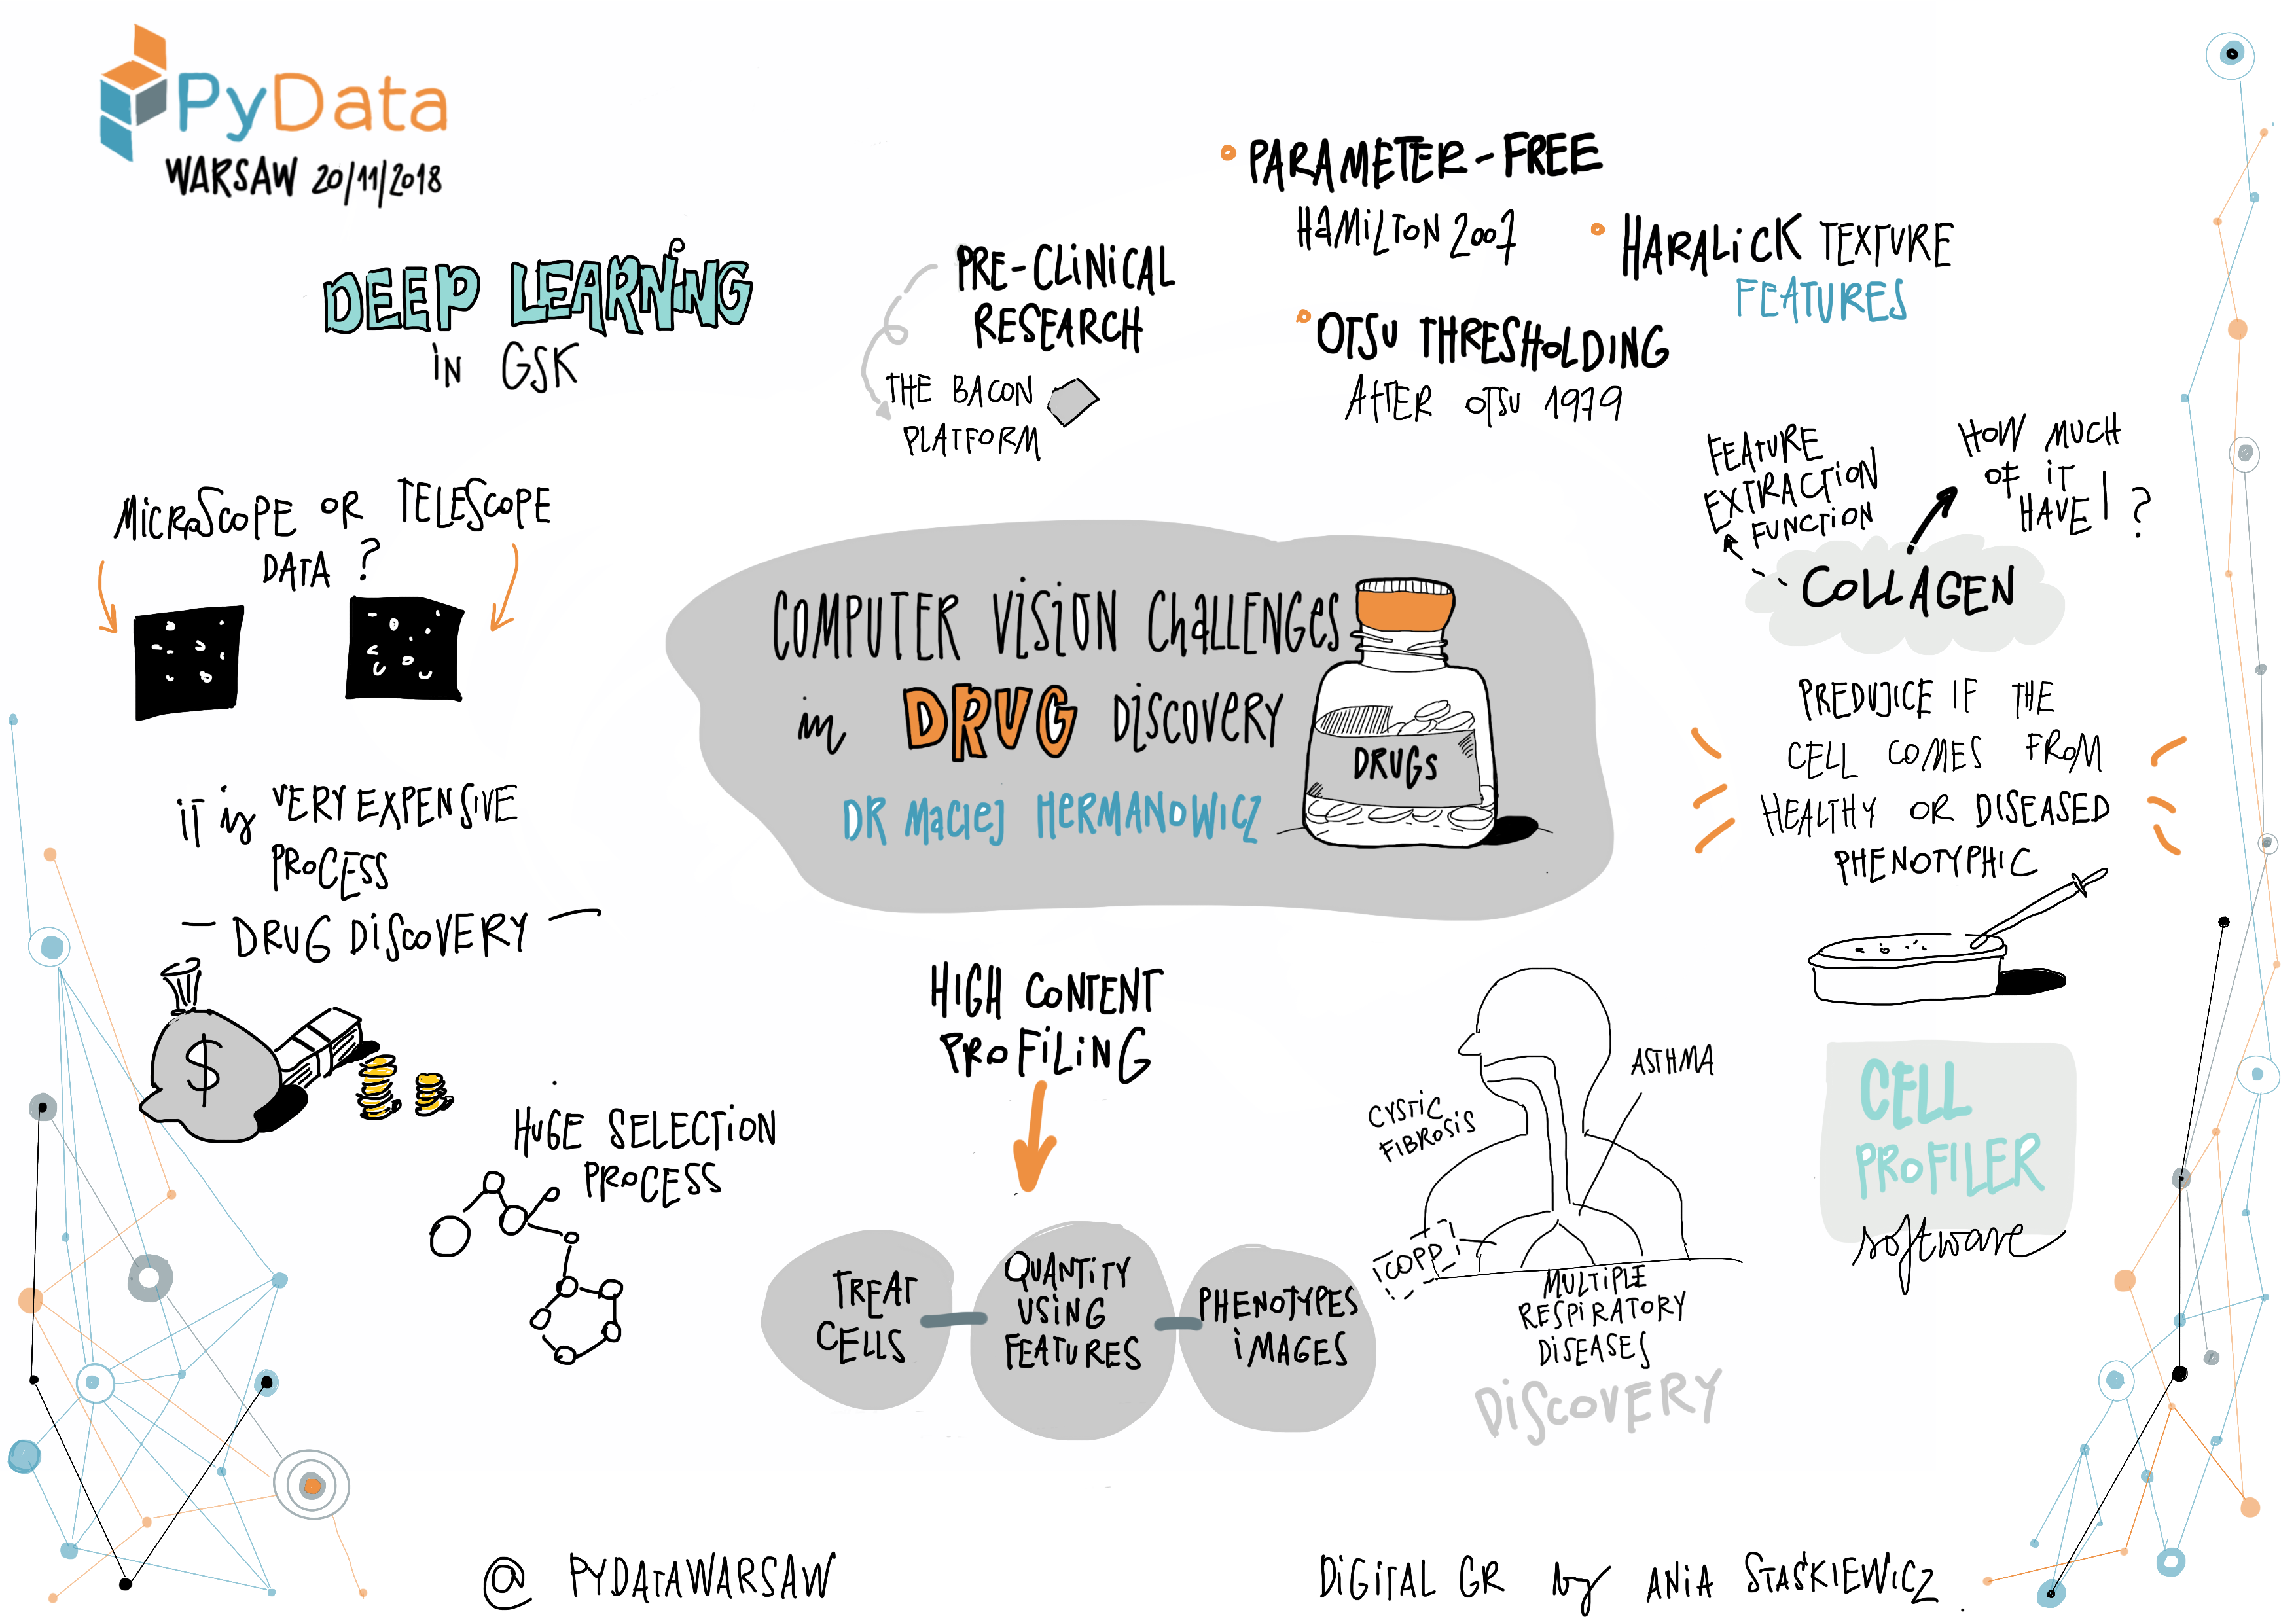 PyData
WARSAW 20/11/2018
DEEP LEARNING
IN GSK
PRE-CLINICAL
RESEARCH
THE BACON
PLATFORM
PARAMETER-FREE
HAMILTON 2007
HARALICK TEXTURE
FEATURES
OTSU THRESHOLDING
AFTER OTSU 1979
FEATURE
EXTRACTION
FUNCTION
HOW MUCH
OF IT
HAVE I ?
COLLAGEN
MICROSCOPE OR TELESCOPE
DATA ?
COMPUTER VISION CHALLENGES
in DRUG DISCOVERY
DR MACIEJ HERMANOWICZ
DRUGS
PREDUJICE IF THE
CELL COMES FROM
HEALTHY OR DISEASED
PHENOTYPHIC
IT is VERY EXPENSIVE
PROCESS
— DRUG DISCOVERY —
$
HUGE SELECTION
PROCESS
HIGH CONTENT
PROFILING
TREAT
CELLS
QUANTITY
USING
FEATURES
PHENOTYPES
IMAGES
CYSTIC
FIBROSIS
ASTHMA
COPP
MULTIPLE
RESPIRATORY
DISEASES
DISCOVERY
CELL
PROFILER
software
@ PYDATAWARSAW
DIGITAL GR by ANIA STAŚKIEWICZ